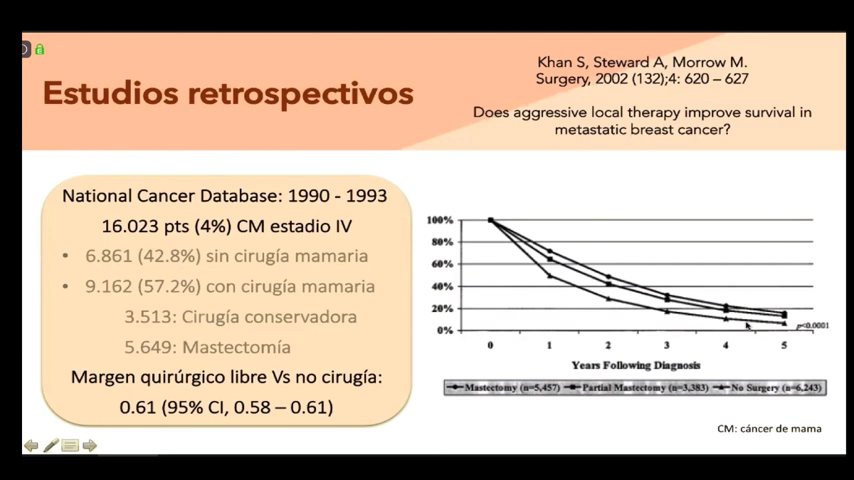 Estudios retrospectivos
Khan S, Steward A, Morrow M.
Surgery, 2002 (132);4: 620 – 627
Does aggressive local therapy improve survival in
metastatic breast cancer?
National Cancer Database: 1990 - 1993
16.023 pts (4%) CM estadio IV
• 6.861 (42.8%) sin cirugía mamaria
• 9.162 (57.2%) con cirugía mamaria
3.513: Cirugía conservadora
5.649: Mastectomía
Margen quirúrgico libre Vs no cirugía:
0.61 (95% CI, 0.58 – 0.61)
100%
80%
60%
40%
20%
0%
p<0.0001
0 1 2 3 4 5
Years Following Diagnosis
Mastectomy (n=5,457) Partial Mastectomy (n=3,383) No Surgery (n=6,243)
CM: cáncer de mama